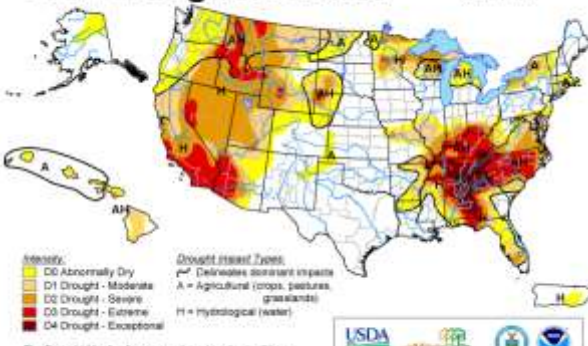 A
AH
H
A
A
H
AH
AH
A
A
H
AH
A
H
Intensity:
D0 Abnormally Dry
D1 Drought - Moderate
D2 Drought - Severe
D3 Drought - Extreme
D4 Drought - Exceptional
Drought Impact Types:
Delineates dominant impacts
A = Agricultural (crops, pastures,
grasslands)
H = Hydrological (water)
USDA